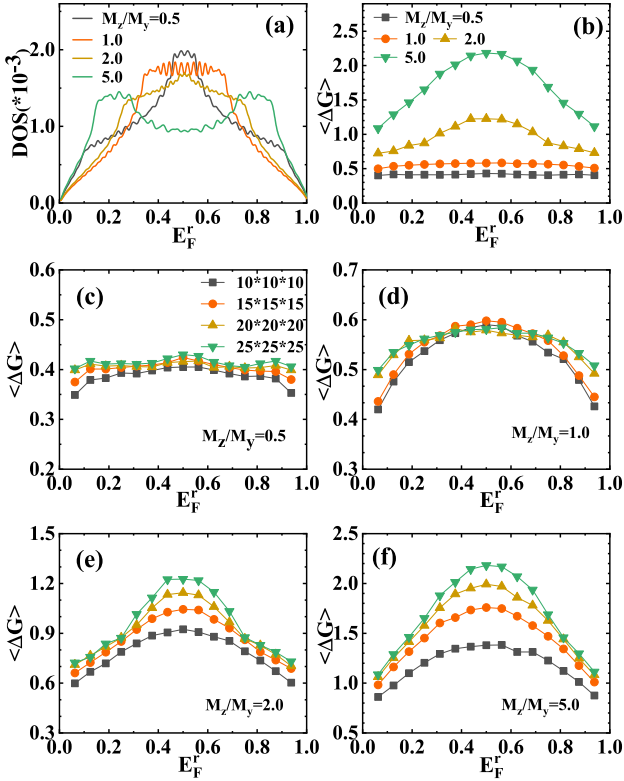 M_z/M_y=0.5
1.0
2.0
5.0
(a)
DOS(*10^-3)
2.0
1.0
0.0
0.0 0.2 0.4 0.6 0.8 1.0
E_F^r
M_z/M_y=0.5
1.0 2.0
5.0
(b)
<ΔG>
2.5
2.0
1.5
1.0
0.5
0.0
0.0 0.2 0.4 0.6 0.8 1.0
E_F^r
(c)
10*10*10
15*15*15
20*20*20
25*25*25
<ΔG>
0.6
0.5
0.4
0.3
0.2
M_z/M_y=0.5
0.0 0.2 0.4 0.6 0.8 1.0
E_F^r
(d)
<ΔG>
0.7
0.6
0.5
0.4
0.3
M_z/M_y=1.0
0.0 0.2 0.4 0.6 0.8 1.0
E_F^r
(e)
<ΔG>
1.5
1.2
0.9
0.6
0.3
M_z/M_y=2.0
0.0 0.2 0.4 0.6 0.8 1.0
E_F^r
(f)
<ΔG>
2.5
2.0
1.5
1.0
0.5
M_z/M_y=5.0
0.0 0.2 0.4 0.6 0.8 1.0
E_F^r